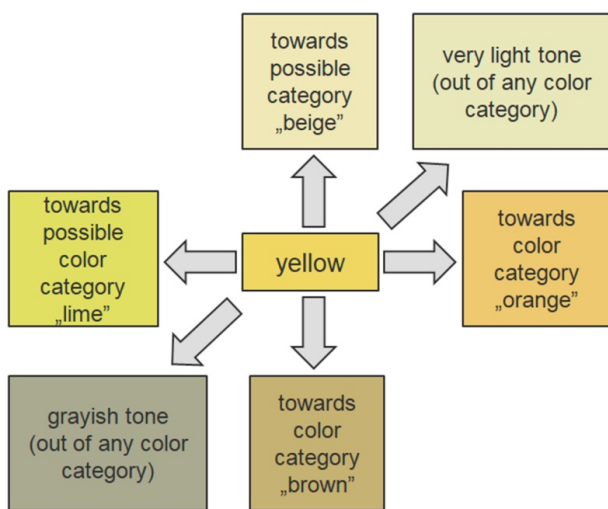 towards
possible
category
„beige”
very light tone
(out of any color
category)
towards
possible
color
category
„lime”
yellow
towards
color
category
„orange”
grayish tone
(out of any color
category)
towards
color
category
„brown”